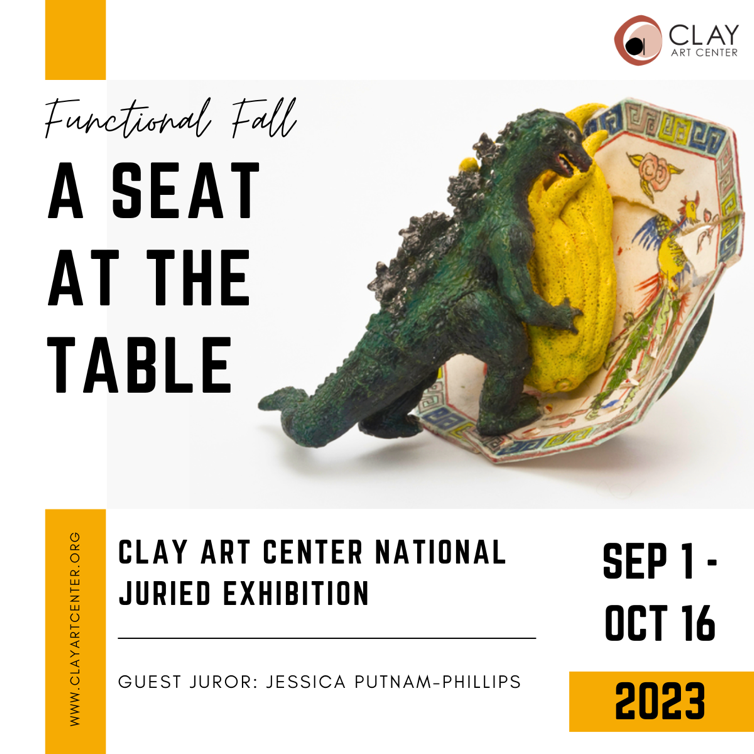 CLAY
ART CENTER
Functional Fall
A SEAT
AT THE
TABLE
CLAY ART CENTER NATIONAL
JURIED EXHIBITION
GUEST JUROR: JESSICA PUTNAM-PHILLIPS
SEP 1 -
OCT 16
2023
WWW.CLAYARTCENTER.ORG